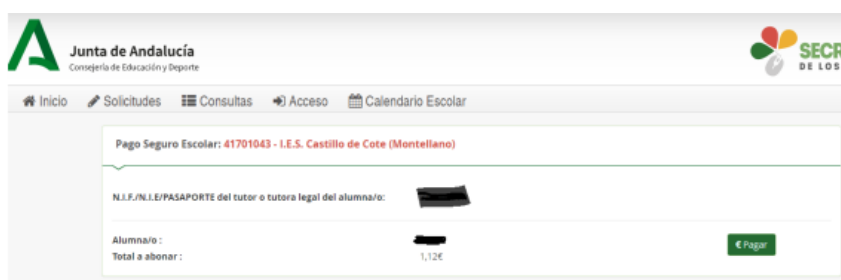 Junta de Andalucía
Consejería de Educación y Deporte
SECR
DE LOS
Inicio Solicitudes Consultas Acceso Calendario Escolar
Pago Seguro Escolar: 41701043 - I.E.S. Castillo de Cote (Montellano)
N.I.F./N.I.E/PASAPORTE del tutor o tutora legal del alumna/o:
Alumna/o :
€ Pagar
Total a abonar : 1,12€